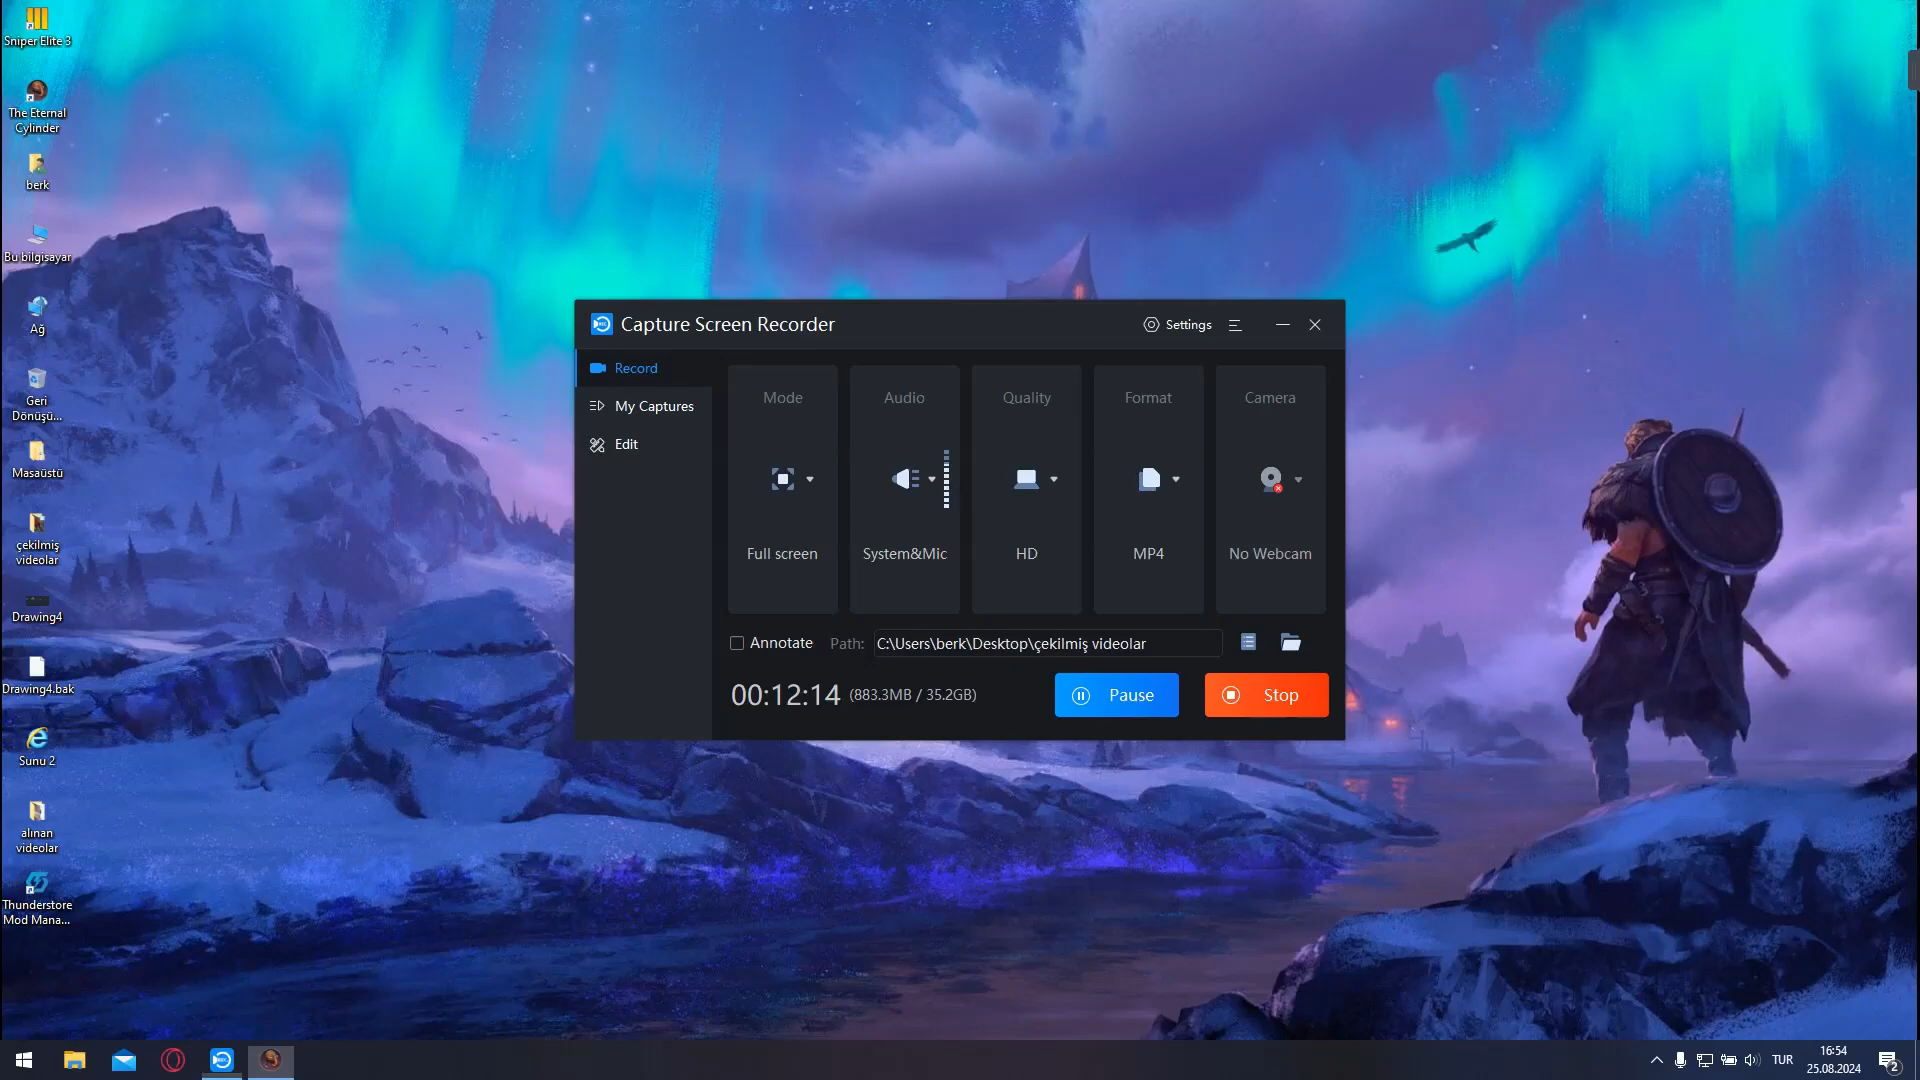 Sniper Elite 3
The Eternal
Cylinder
berk
Bu bilgisayar
Ağ
Geri
Dönüşü...
Masaüstü
çekilmiş
videolar
Drawing4
Drawing4.bak
Sunu 2
alınan
videolar
Thunderstore
Mod Mana...
Capture Screen Recorder
Settings
Record
My Captures
Edit
Mode
Audio
Quality
Format
Camera
Full screen
System&Mic
HD
MP4
No Webcam
Annotate
Path:
C:\Users\berk\Desktop\çekilmiş videolar
00:12:14
(883.3MB / 35.2GB)
Pause
Stop
TUR
16:54
25.08.2024
2